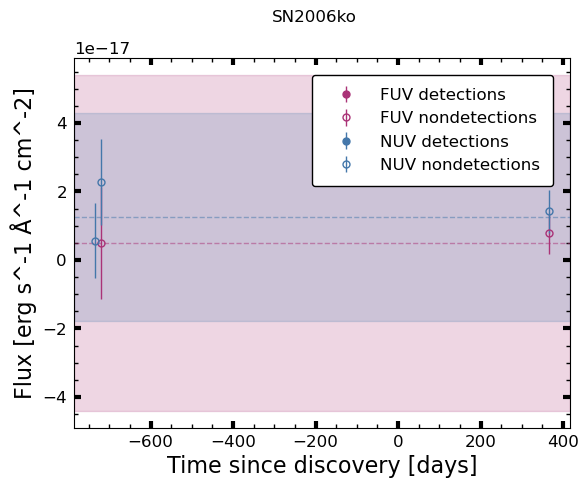 SN2006ko
1e−17
FUV detections
FUV nondetections
NUV detections
NUV nondetections
4
2
0
−2
−4
Flux [erg s^-1 Å^-1 cm^-2]
−600 −400 −200 0 200 400
Time since discovery [days]